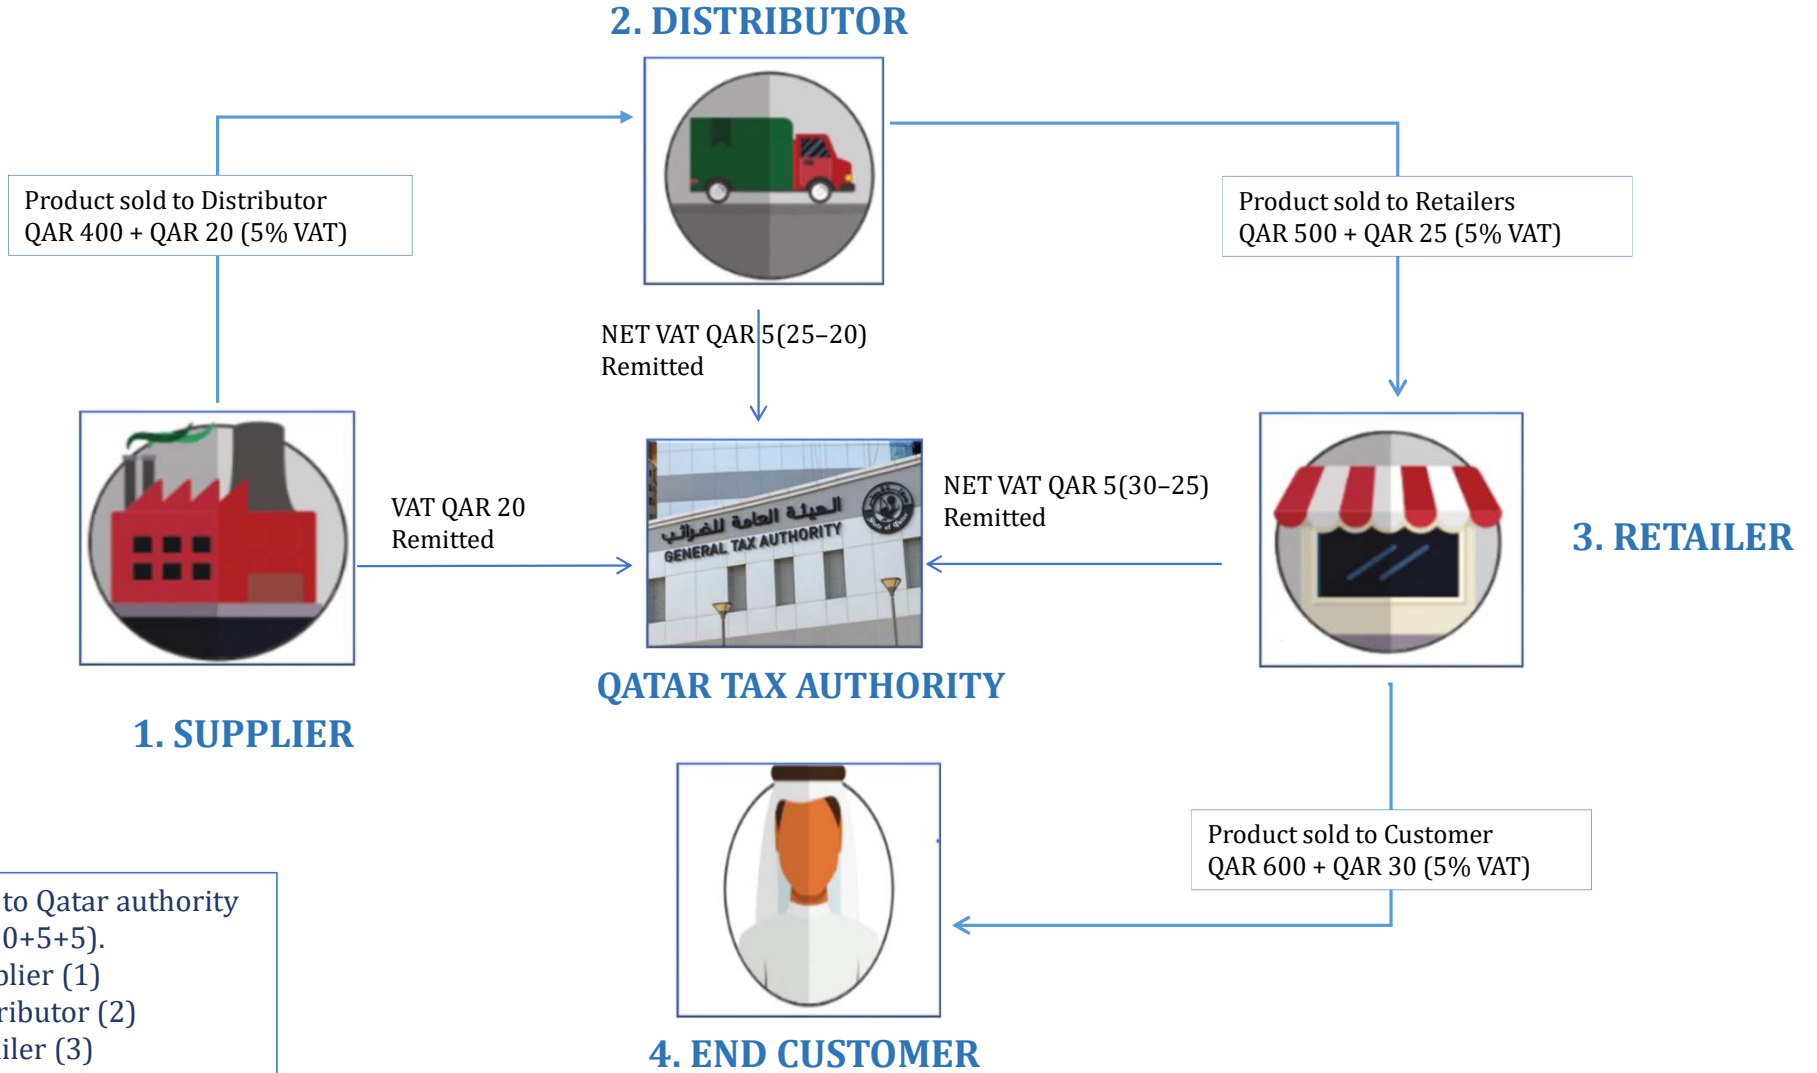 2. DISTRIBUTOR
Product sold to Distributor
QAR 400 + QAR 20 (5% VAT)
Product sold to Retailers
QAR 500 + QAR 25 (5% VAT)
NET VAT QAR 5(25–20)
Remitted
VAT QAR 20
Remitted
الهيئة العامة للضرائب
GENERAL TAX AUTHORITY
NET VAT QAR 5(30–25)
Remitted
3. RETAILER
QATAR TAX AUTHORITY
1. SUPPLIER
Product sold to Customer
QAR 600 + QAR 30 (5% VAT)
to Qatar authority
0+5+5).
plier (1)
ributor (2)
iler (3)
4. END CUSTOMER